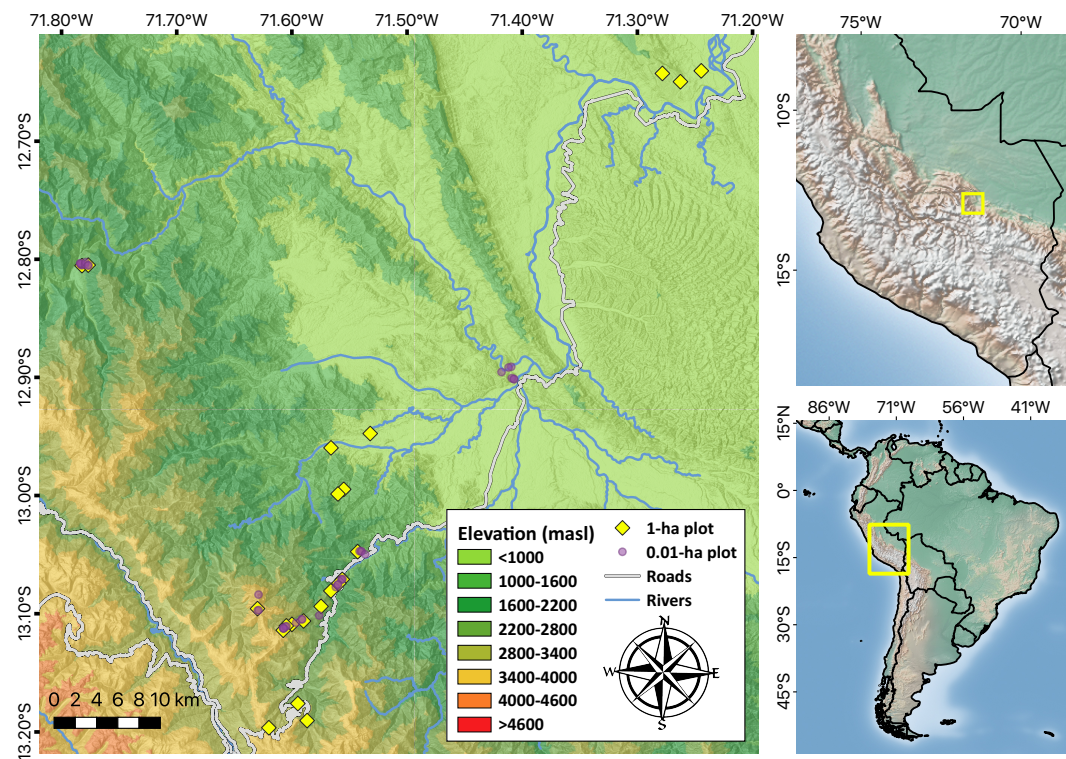 71.80°W 71.70°W 71.60°W 71.50°W 71.40°W 71.30°W 71.20°W
12.70°S
12.80°S
12.90°S
13.00°S
13.10°S
13.20°S
0 2 4 6 8 10 km
Elevation (masl)
<1000
1000-1600
1600-2200
2200-2800
2800-3400
3400-4000
4000-4600
>4600
1-ha plot
0.01-ha plot
Roads
Rivers
N
W E
S
75°W 70°W
10°S
15°S
86°W 71°W 56°W 41°W
15°N
0°
15°S
30°S
45°S